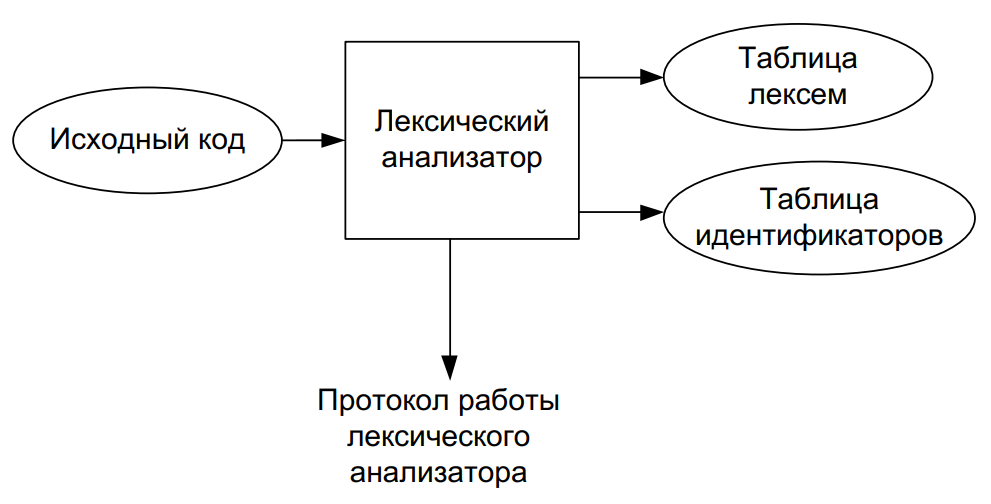 Исходный код
Лексический
анализатор
Таблица
лексем
Таблица
идентификаторов
Протокол работы
лексического
анализатора